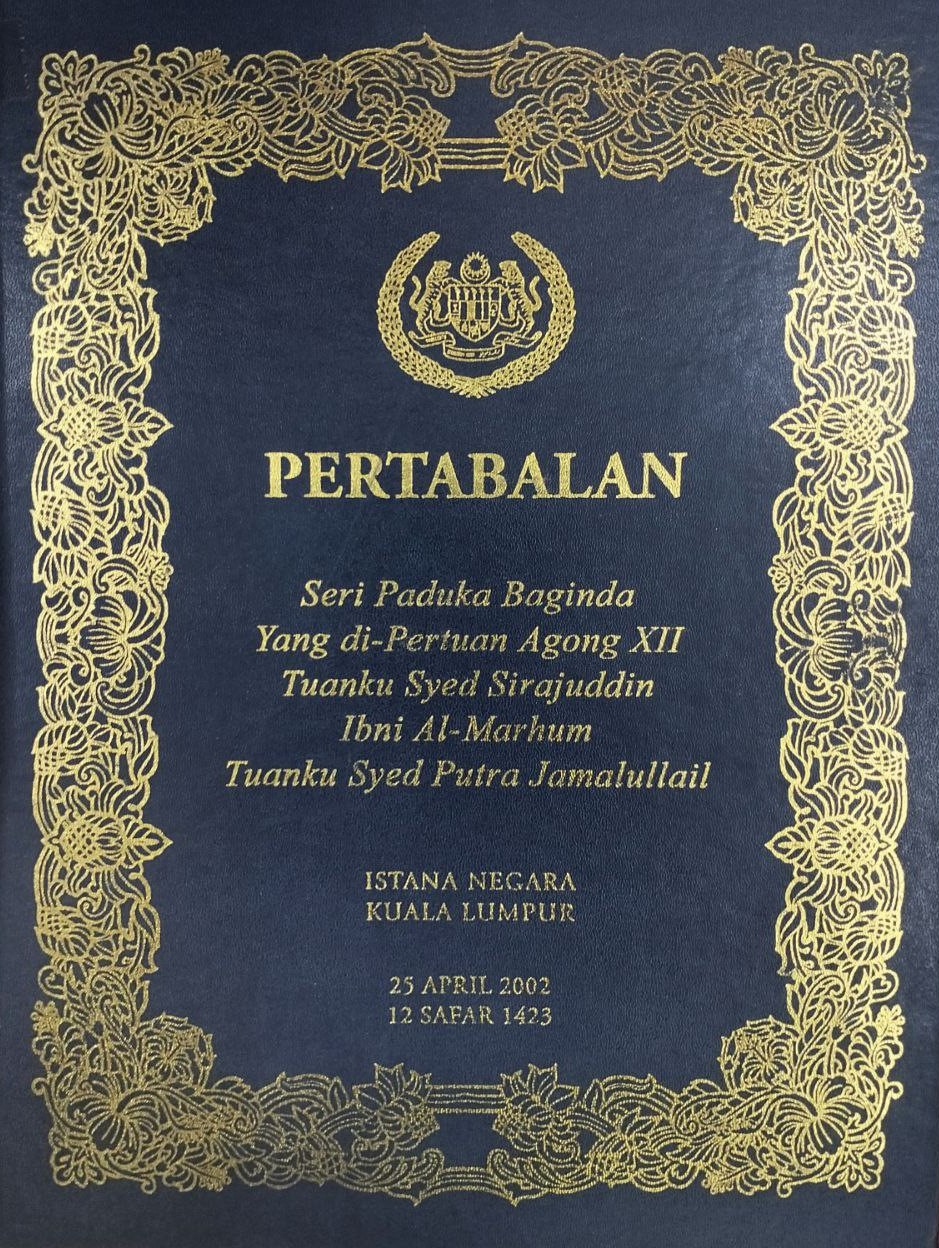 PERTABALAN
Seri Paduka Baginda
Yang di-Pertuan Agong XII
Tuanku Syed Sirajuddin
Ibni Al-Marhum
Tuanku Syed Putra Jamalullail
ISTANA NEGARA
KUALA LUMPUR
25 APRIL 2002
12 SAFAR 1423